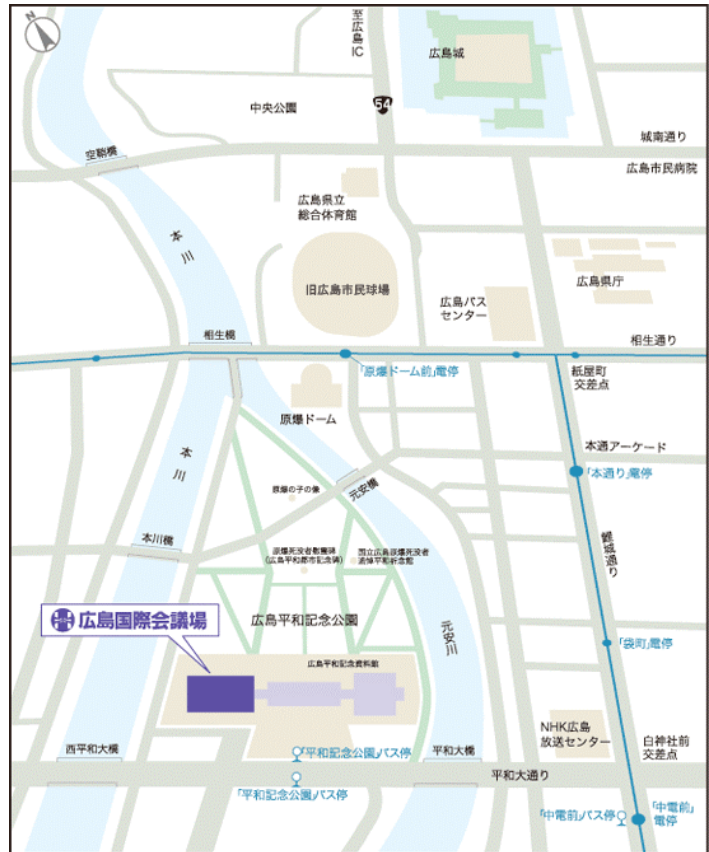 N
至広島
IC
広島城
54
中央公園
城南通り
空鞘橋
広島市民病院
広島県立
総合体育館
本川
旧広島市民球場
広島バス
センター
広島県庁
相生橋
相生通り
「原爆ドーム前」電停
紙屋町
交差点
原爆ドーム
本通アーケード
本川
「本通り」電停
原爆の子の像
元安橋
本川橋
原爆死没者慰霊碑
(広島平和都市記念碑)
国立広島原爆死没者
追悼平和祈念館
鯉城通り
広島国際会議場
広島平和記念公園
元安川
「袋町」電停
広島平和記念資料館
NHK広島
放送センター
白神社前
交差点
西平和大橋
「平和記念公園」バス停
平和大橋
平和大通り
「平和記念公園」バス停
「中電前」バス停
「中電前」
電停